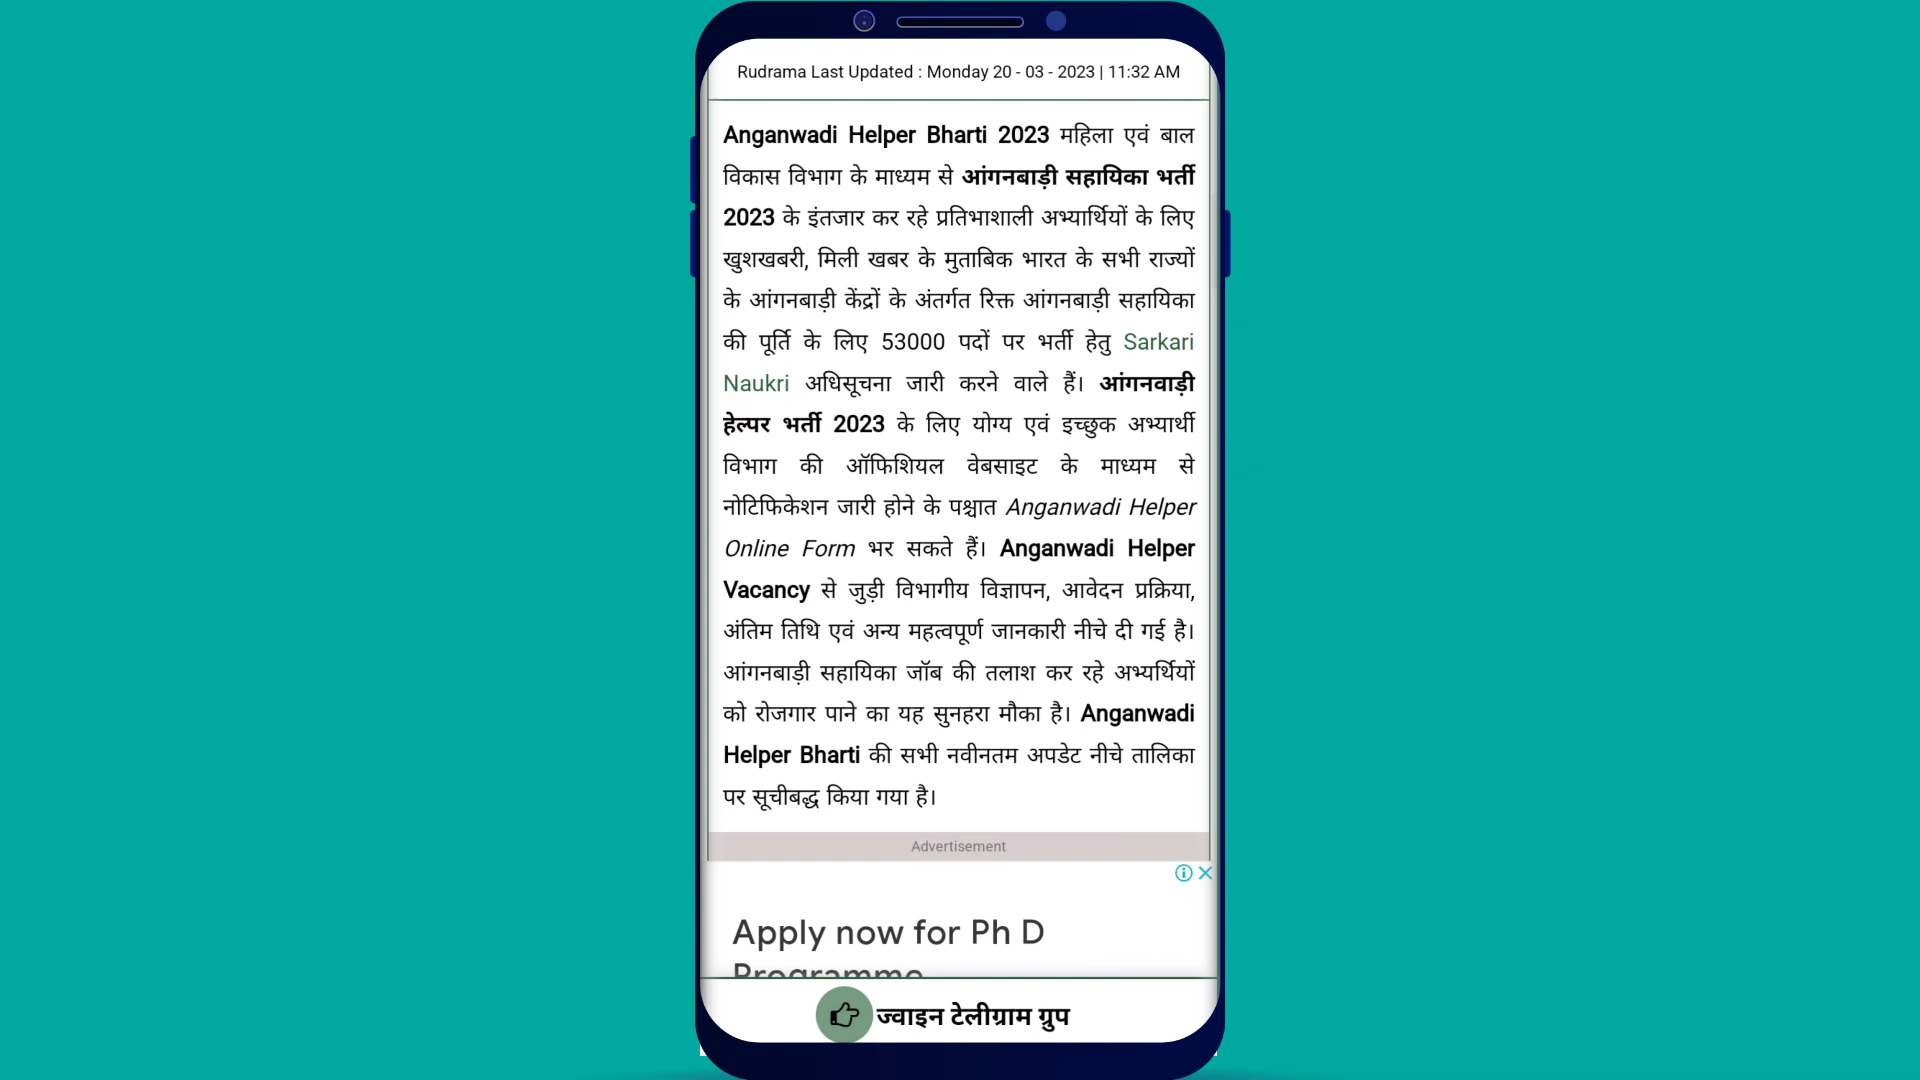 Rudrama Last Updated : Monday 20 - 03 - 2023 | 11:32 AM
Anganwadi Helper Bharti 2023 महिला एवं बाल
विकास विभाग के माध्यम से आंगनबाड़ी सहायिका भर्ती
2023 के इंतजार कर रहे प्रतिभाशाली अभ्यार्थियों के लिए
खुशखबरी, मिली खबर के मुताबिक भारत के सभी राज्यों
के आंगनबाड़ी केंद्रों के अंतर्गत रिक्त आंगनबाड़ी सहायिका
की पूर्ति के लिए 53000 पदों पर भर्ती हेतु Sarkari
Naukri अधिसूचना जारी करने वाले हैं। आंगनवाड़ी
हेल्पर भर्ती 2023 के लिए योग्य एवं इच्छुक अभ्यार्थी
विभाग की ऑफिशियल वेबसाइट के माध्यम से
नोटिफिकेशन जारी होने के पश्चात Anganwadi Helper
Online Form भर सकते हैं। Anganwadi Helper
Vacancy से जुड़ी विभागीय विज्ञापन, आवेदन प्रक्रिया,
अंतिम तिथि एवं अन्य महत्वपूर्ण जानकारी नीचे दी गई है।
आंगनबाड़ी सहायिका जॉब की तलाश कर रहे अभ्यर्थियों
को रोजगार पाने का यह सुनहरा मौका है। Anganwadi
Helper Bharti की सभी नवीनतम अपडेट नीचे तालिका
पर सूचीबद्ध किया गया है।
Advertisement
Apply now for Ph D
Programme
ज्वाइन टेलीग्राम ग्रुप